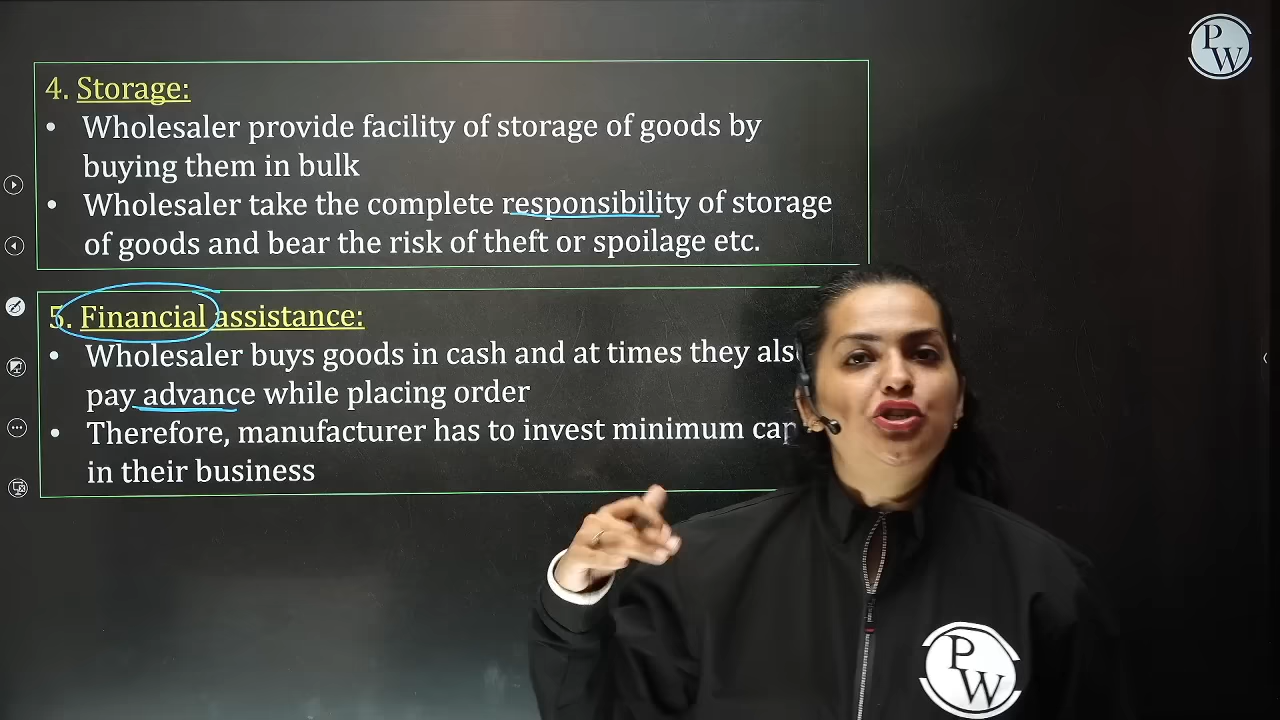 PW
4. Storage:
• Wholesaler provide facility of storage of goods by
buying them in bulk
• Wholesaler take the complete responsibility of storage
of goods and bear the risk of theft or spoilage etc.
5. Financial assistance:
• Wholesaler buys goods in cash and at times they
pay advance while placing order
• Therefore, manufacturer has to invest minimum
in their business
PW